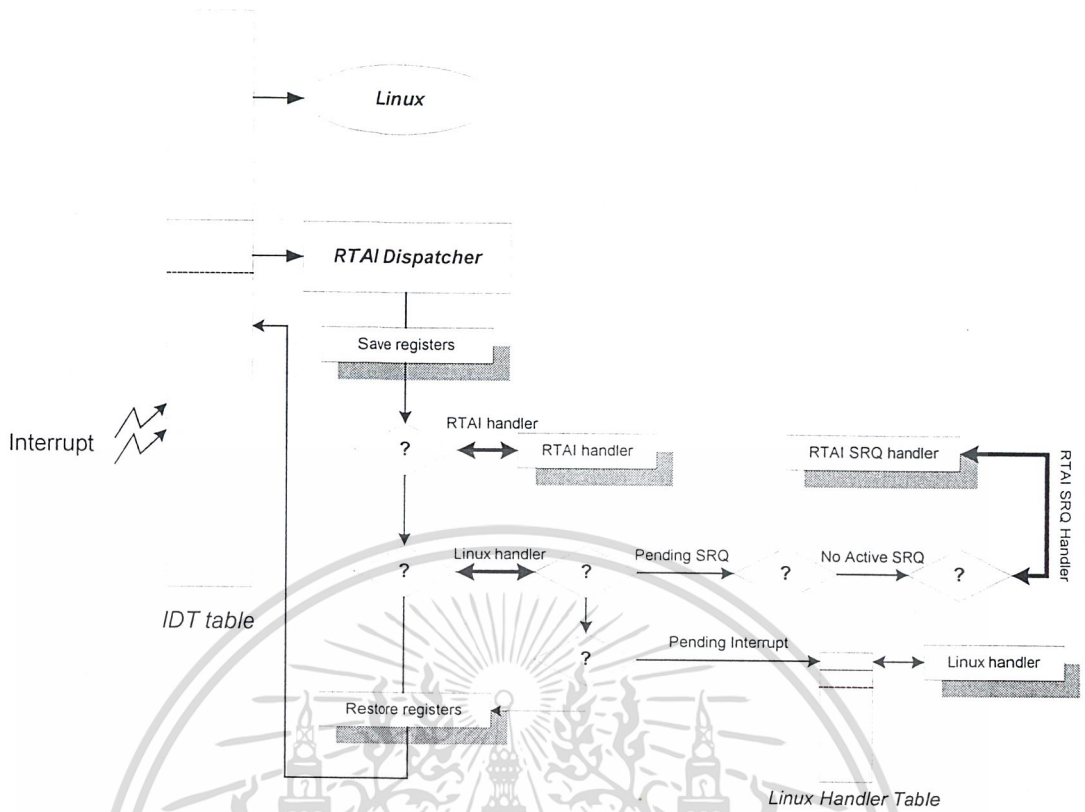 Linux
RTAI Dispatcher
Save registers
Interrupt
?
RTAI handler
RTAI handler
RTAI SRQ handler
RTAI SRQ Handler
?
Linux handler
?
Pending SRQ
?
No Active SRQ
?
IDT table
?
Pending Interrupt
Linux handler
Restore registers
Linux Handler Table